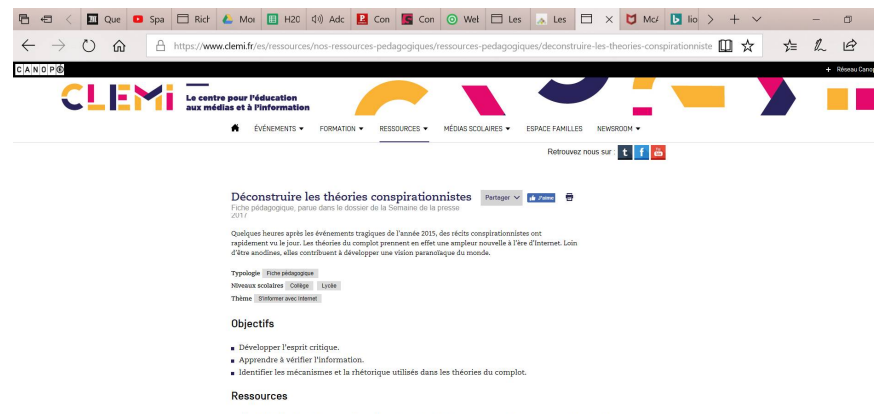 Que
Spa
Rich
Mo
H20
Adc
Con
Con
Wel
Les
Les
McA
lio
https://www.clemi.fr/es/ressources/nos-ressources-pedagogiques/ressources-pedagogiques/deconstruire-les-theories-conspirationniste
CANOPÉ
+ Réseau Canop
CLEMI
Le centre pour l'éducation
aux médias et à l'information
ÉVÉNEMENTS
FORMATION
RESSOURCES
MÉDIAS SCOLAIRES
ESPACE FAMILLES
NEWSROOM
Retrouvez nous sur :
Déconstruire les théories conspirationnistes
Partager
J'aime
Fiche pédagogique, parue dans le dossier de la Semaine de la presse
2017
Quelques heures après les événements tragiques de l'année 2015, des récits conspirationnistes ont
rapidement vu le jour. Les théories du complot prennent en effet une ampleur nouvelle à l'ère d'Internet. Loin
d'être anodines, elles contribuent à développer une vision paranoïaque du monde.
Typologie Fiche pédagogique
Niveaux scolaires Collège Lycée
Thème S'informer avec Internet
Objectifs
Développer l'esprit critique.
Apprendre à vérifier l'information.
Identifier les mécanismes et la rhétorique utilisés dans les théories du complot.
Ressources